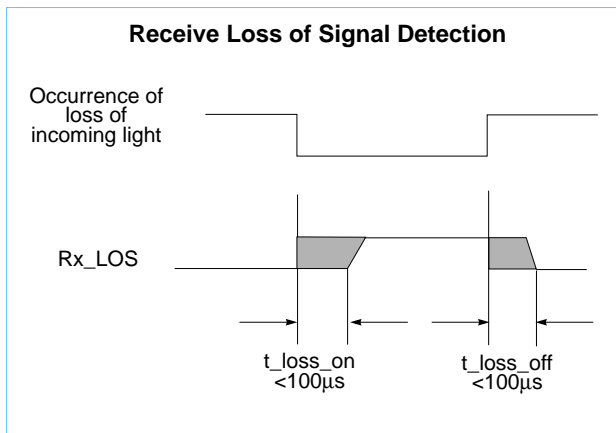 Receive Loss of Signal Detection
Occurrence of
loss of
incoming light
Rx_LOS
t_loss_on
<100μs
t_loss_off
<100μs